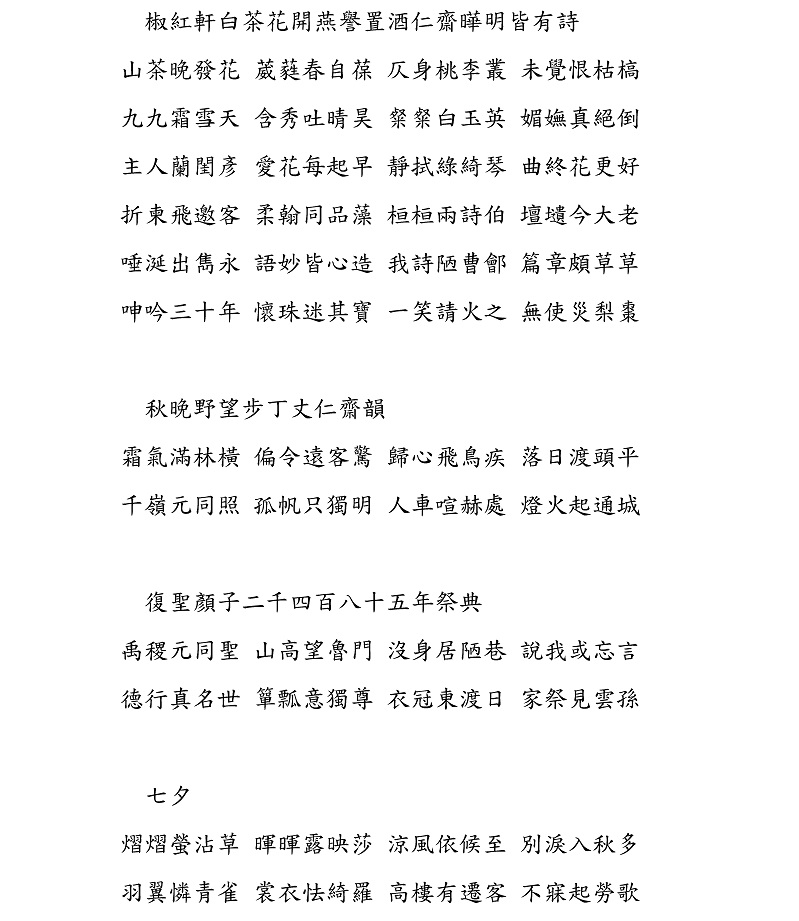 椒紅軒白茶花開燕譽置酒仁齋曄明皆有詩
山茶晚發花 葳蕤春自葆 仄身桃李叢 未覺恨枯槁
九九霜雪天 含秀吐晴昊 粲粲白玉英 媚嫵真絕倒
主人蘭閨彥 愛花每起早 靜拭綠綺琴 曲終花更好
折柬飛邀客 柔翰同品藻 桓桓兩詩伯 壇墠今大老
唾涎出雋永 語妙皆心造 我詩陋曹鄶 篇章頗草草
呻吟三十年 懷珠迷其寶 一笑請火之 無使災梨棗
秋晚野望步丁丈仁齋韻
霜氣滿林橫 偏令遠客驚 歸心飛鳥疾 落日渡頭平
千嶺元同照 孤帆只獨明 人車喧赫處 燈火起通城
復聖顏子二千四百八十五年祭典
禹稷元同聖 山高望魯門 沒身居陋巷 說我或忘言
德行真名世 簞瓢意獨尊 衣冠東渡日 家祭見雲孫
七夕
熠熠螢沾草 暉暉露映莎 涼風依候至 別淚入秋多
羽翼憐青雀 裳衣怯綺羅 高樓有遷客 不寐起勞歌